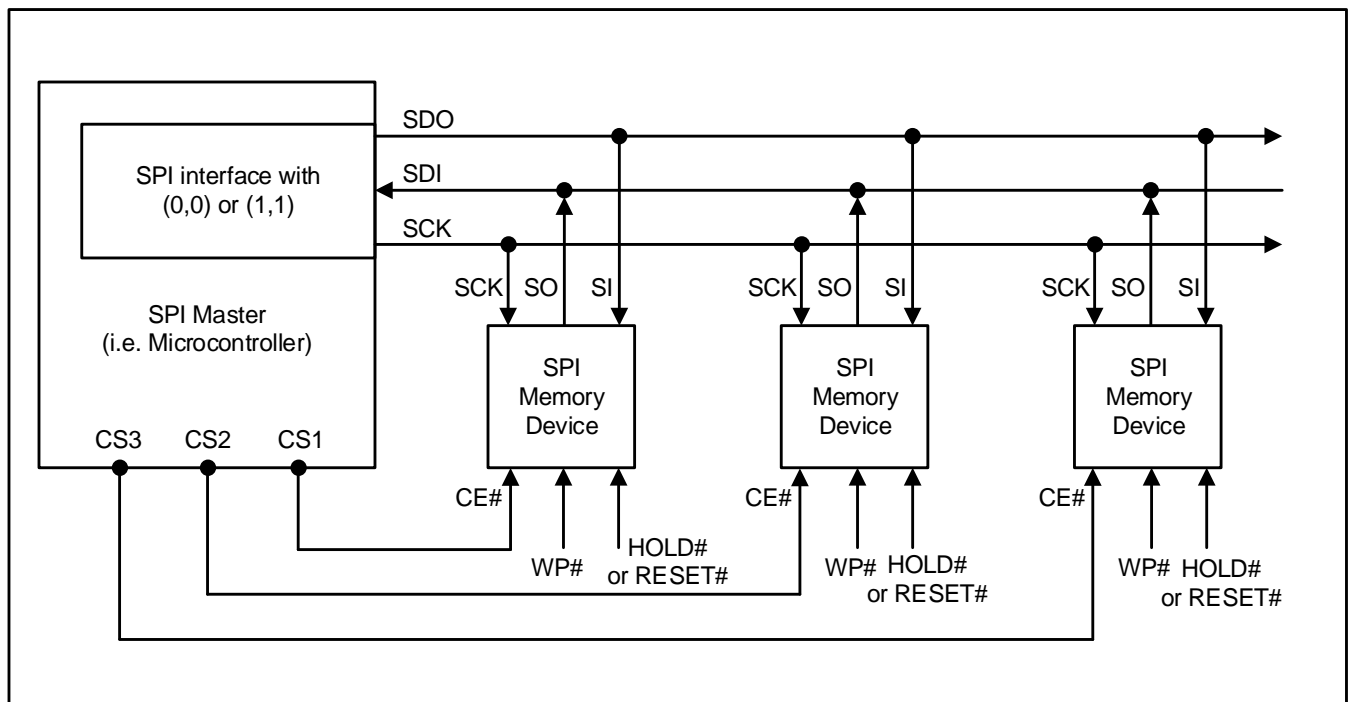 SDO
SPI interface with
(0,0) or (1,1)
SDI
SCK
SPI Master
(i.e. Microcontroller)
SCK SO SI
SCK SO SI
SCK SO SI
SPI
Memory
Device
SPI
Memory
Device
SPI
Memory
Device
CS3 CS2 CS1
CE#
WP#
HOLD#
or RESET#
CE#
WP#
HOLD#
or RESET#
CE#
WP#
HOLD#
or RESET#